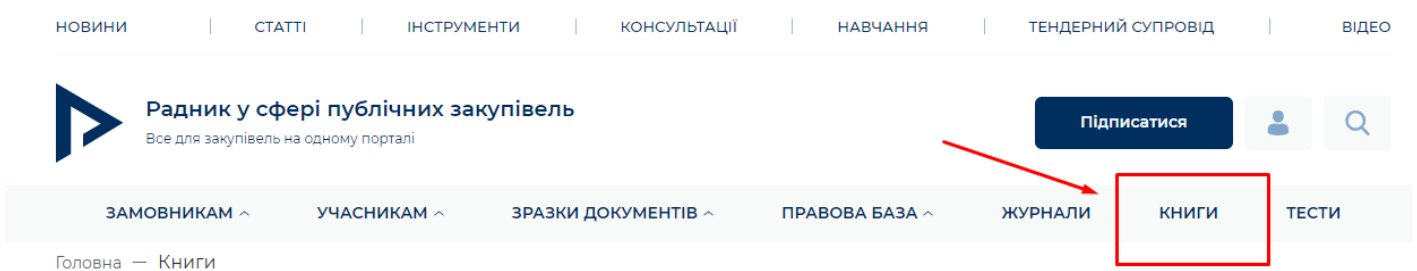 НОВИНИ | СТАТТІ | ІНСТРУМЕНТИ | КОНСУЛЬТАЦІЇ | НАВЧАННЯ | ТЕНДЕРНИЙ СУПРОВІД | ВІДЕО
Радник у сфері публічних закупівель
Все для закупівель на одному порталі
Підписатися
ЗАМОВНИКАМ УЧАСНИКАМ ЗРАЗКИ ДОКУМЕНТІВ ПРАВОВА БАЗА ЖУРНАЛИ КНИГИ ТЕСТИ
Головна — Книги